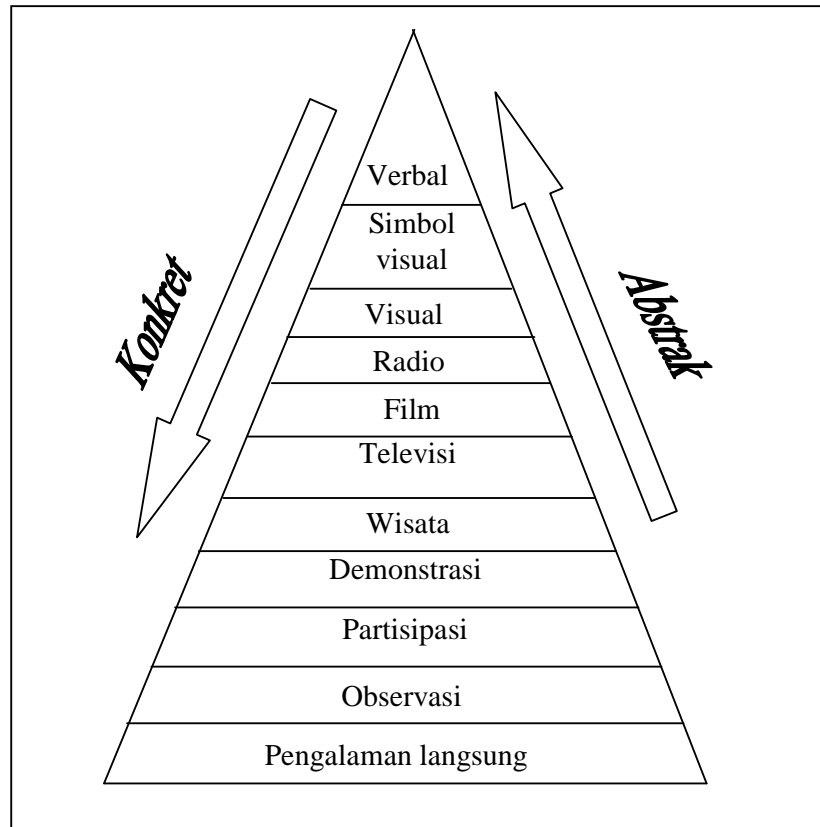 Verbal
Simbol
visual
Visual
Radio
Film
Televisi
Wisata
Demonstrasi
Partisipasi
Observasi
Pengalaman langsung
Konkret
Abstrak